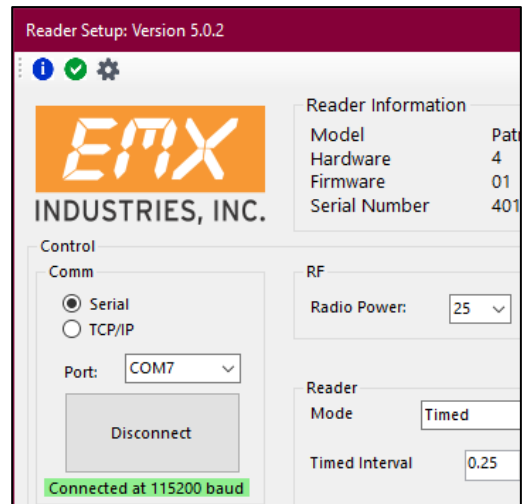 Reader Setup: Version 5.0.2
EMX
INDUSTRIES, INC.
Reader Information
Model
Hardware 4
Firmware 01
Serial Number 401
Control
Comm
Serial
TCP/IP
Port: COM7
Disconnect
Connected at 115200 baud
RF
Radio Power: 25
Reader
Mode Timed
Timed Interval 0.25